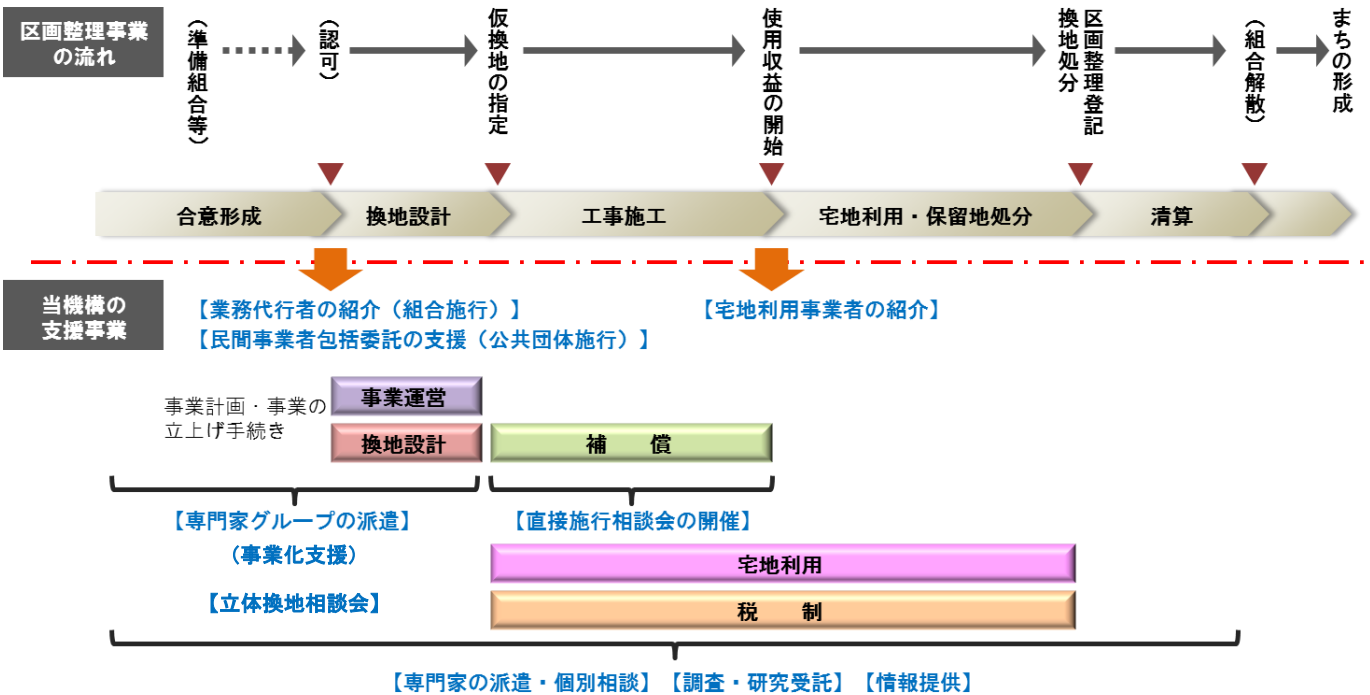 区画整理事業
の流れ
（準備組合等）
（認可）
仮換地の指定
使用収益の開始
区画整理登記
換地処分
（組合解散）
まちの形成
合意形成
換地設計
工事施工
宅地利用・保留地処分
清算
当機構の
支援事業
【業務代行者の紹介（組合施行）】
【民間事業者包括委託の支援（公共団体施行）】
【宅地利用事業者の紹介】
事業計画・事業の
立上げ手続き
事業運営
換地設計
補　償
【専門家グループの派遣】
（事業化支援）
【直接施行相談会の開催】
宅地利用
【立体換地相談会】
税　制
【専門家の派遣・個別相談】【調査・研究受託】【情報提供】